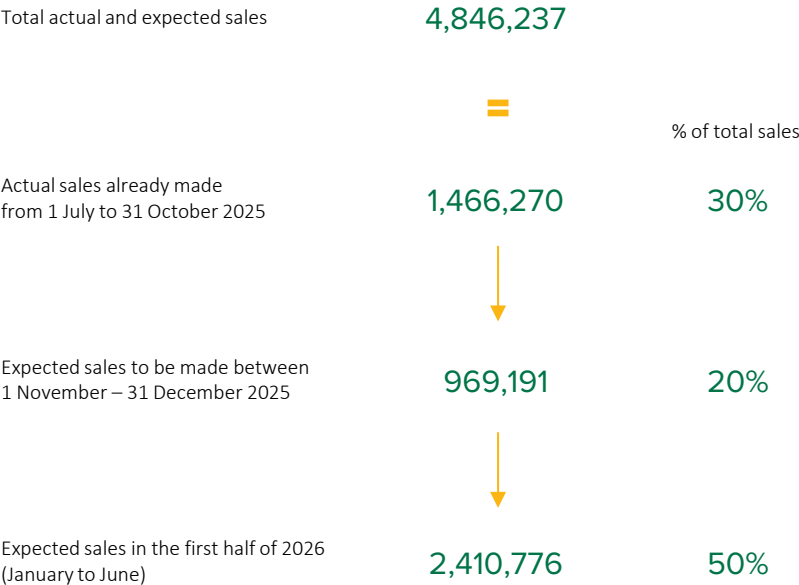 Total actual and expected sales 4,846,237
=
% of total sales
Actual sales already made
from 1 July to 31 October 2025
1,466,270 30%
Expected sales to be made between
1 November – 31 December 2025
969,191 20%
Expected sales in the first half of 2026
(January to June)
2,410,776 50%